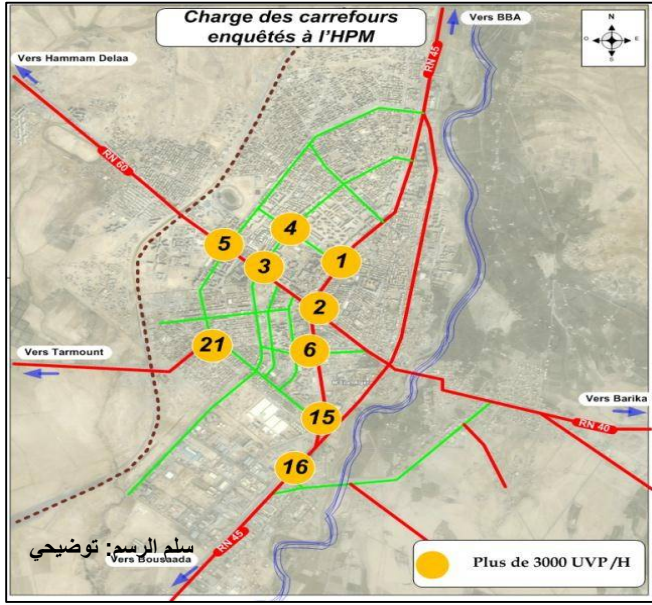 Charge des carrefours
enquêtés à l’HPM
Vers BBA
N
O
E
S
Vers Hammam Delaa
RN 45
RN 60
4
5
1
3
2
21
6
Vers Tarmount
Vers Barika
15
RN 40
16
سلم الرسم: توضيحي
RN 45
Vers Bousaada
Plus de 3000 UVP /H